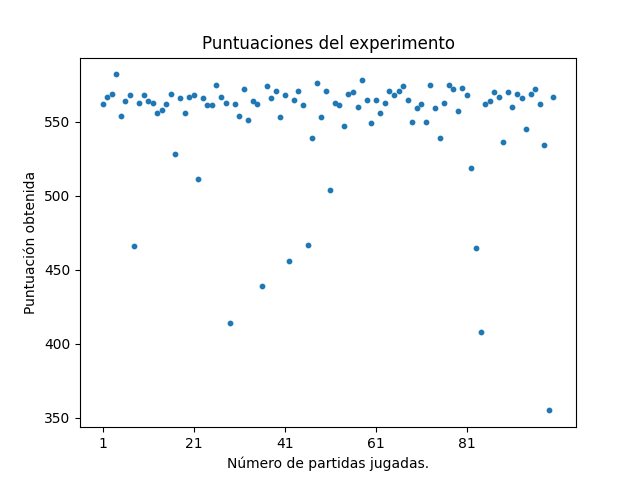 Puntuaciones del experimento
Puntuación obtenida
550
500
450
400
350
1 21 41 61 81
Número de partidas jugadas.